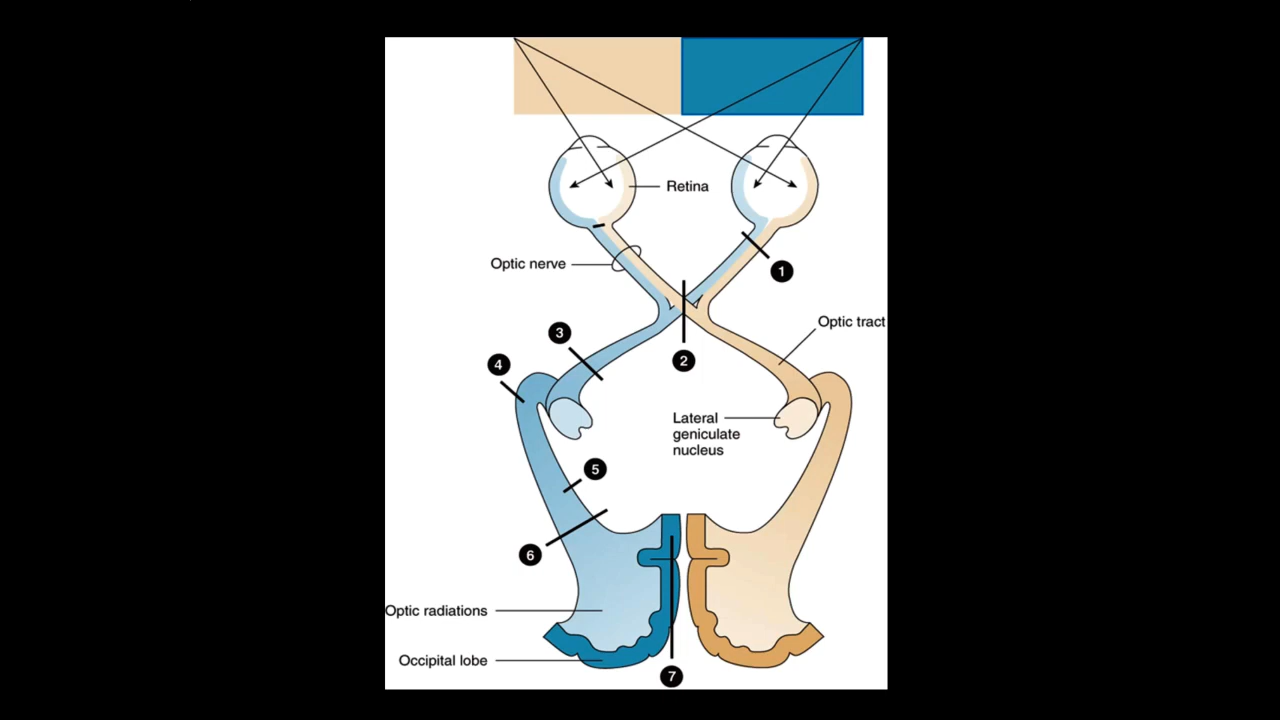 Retina
Optic nerve
1
Optic tract
3
2
4
Lateral
geniculate
nucleus
5
6
Optic radiations
Occipital lobe
7